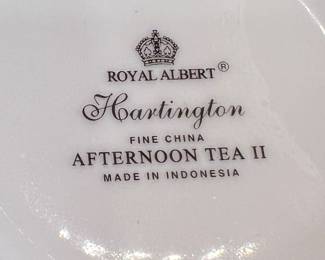 ROYAL ALBERT ®
Hartington
FINE CHINA
AFTERNOON TEA II
MADE IN INDONESIA